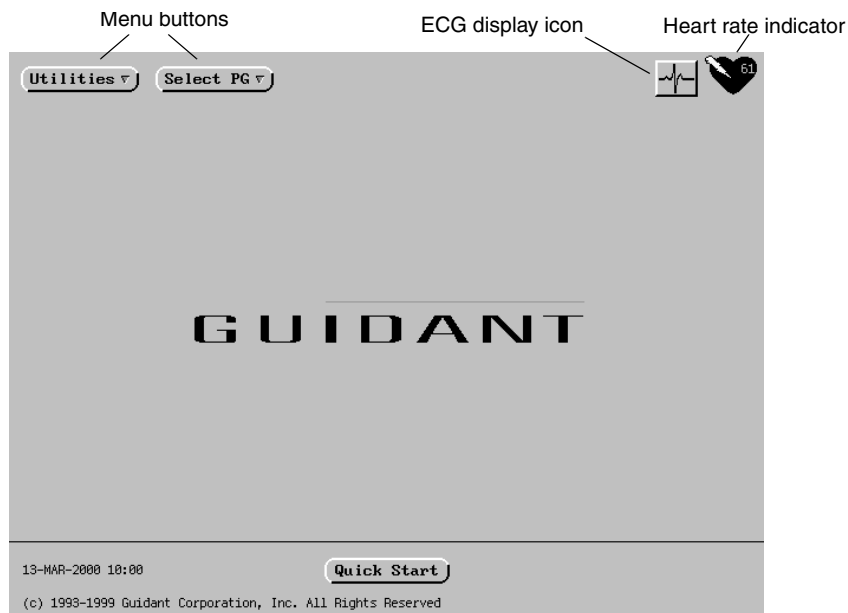 Menu buttons
ECG display icon
Heart rate indicator
Utilities
Select PG
61
GUIDANT
13-MAR-2000 10:00
Quick Start
(c) 1993-1999 Guidant Corporation, Inc. All Rights Reserved